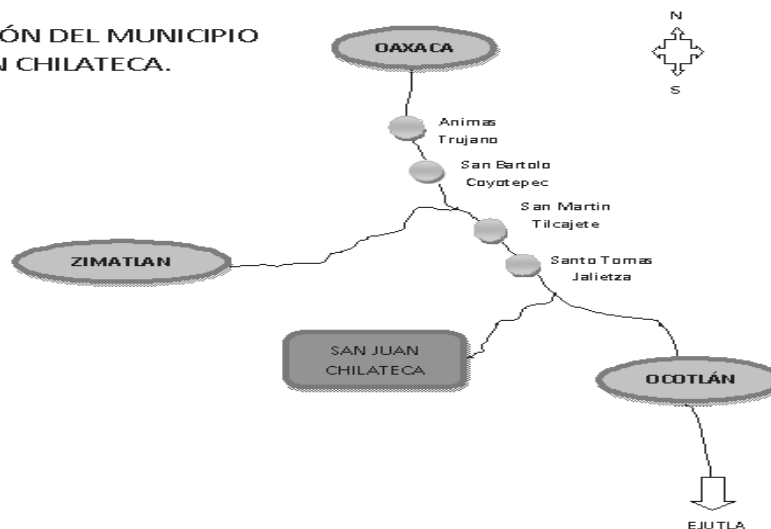 ÓN DEL MUNICIPIO
N CHILATECA.
OAXACA
N
S
Animas
Trujano
San Bartolo
Coyotepec
San Martin
Tilcajete
ZIMATLAN
Santo Tomas
Jalietza
SAN JUAN
CHILATECA
OCOTLÁN
EJUTLA